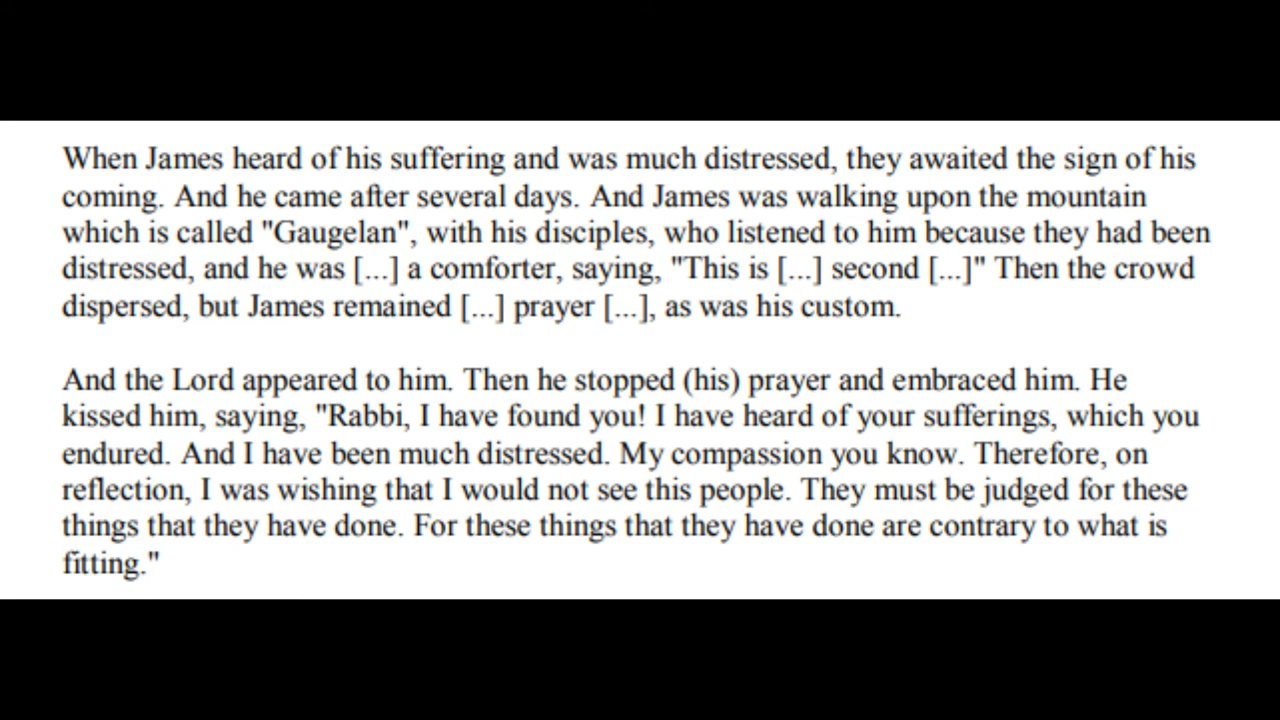 When James heard of his suffering and was much distressed, they awaited the sign of his
coming. And he came after several days. And James was walking upon the mountain
which is called "Gaugelan", with his disciples, who listened to him because they had been
distressed, and he was [...] a comforter, saying, "This is [...] second [...]" Then the crowd
dispersed, but James remained [...] prayer [...], as was his custom.

And the Lord appeared to him. Then he stopped (his) prayer and embraced him. He
kissed him, saying, "Rabbi, I have found you! I have heard of your sufferings, which you
endured. And I have been much distressed. My compassion you know. Therefore, on
reflection, I was wishing that I would not see this people. They must be judged for these
things that they have done. For these things that they have done are contrary to what is
fitting."